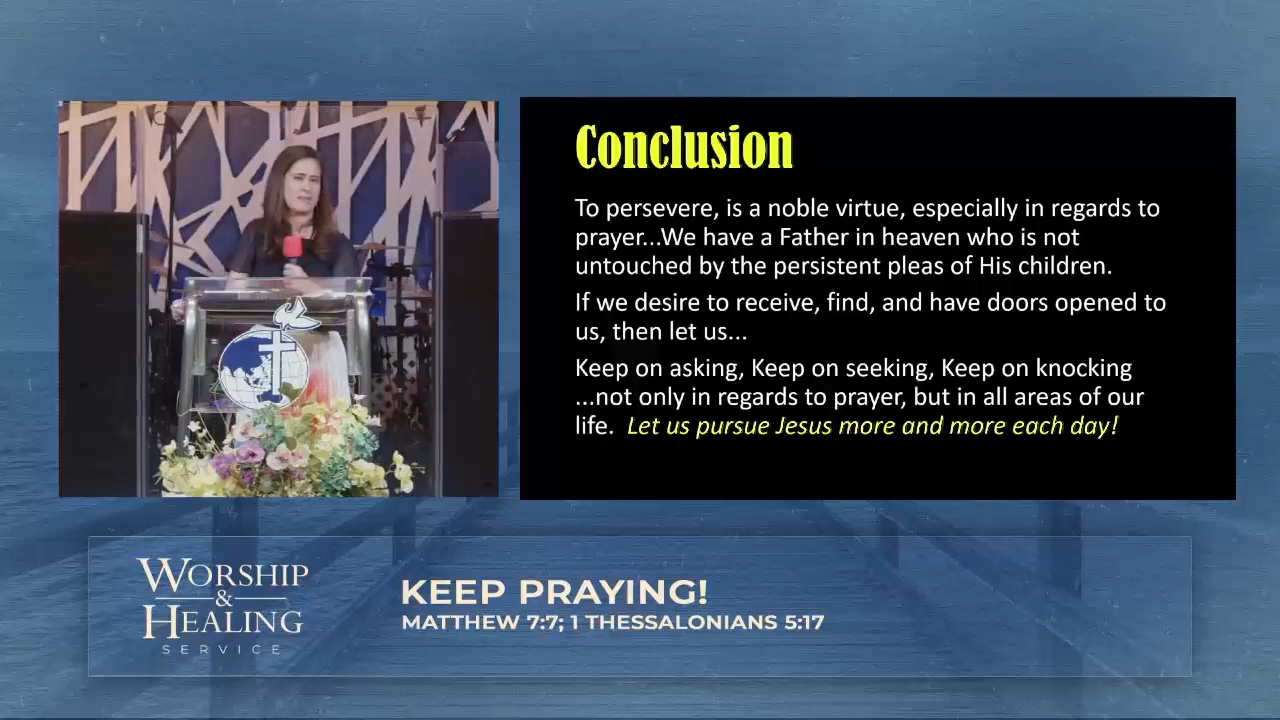 Conclusion
To persevere, is a noble virtue, especially in regards to
prayer...We have a Father in heaven who is not
untouched by the persistent pleas of His children.
If we desire to receive, find, and have doors opened to
us, then let us...
Keep on asking, Keep on seeking, Keep on knocking
...not only in regards to prayer, but in all areas of our
life. Let us pursue Jesus more and more each day!
WORSHIP
&
HEALING
SERVICE
KEEP PRAYING!
MATTHEW 7:7; 1 THESSALONIANS 5:17